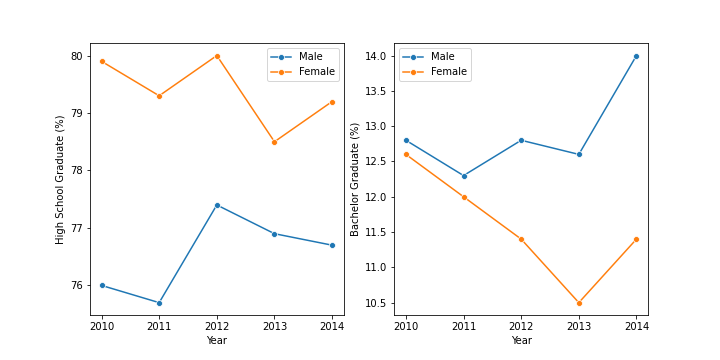 High School Graduate (%)
80
79
78
77
76
2010 2011 2012 2013 2014
Year
Male
Female
Bachelor Graduate (%)
14.0
13.5
13.0
12.5
12.0
11.5
11.0
10.5
2010 2011 2012 2013 2014
Year
Male
Female